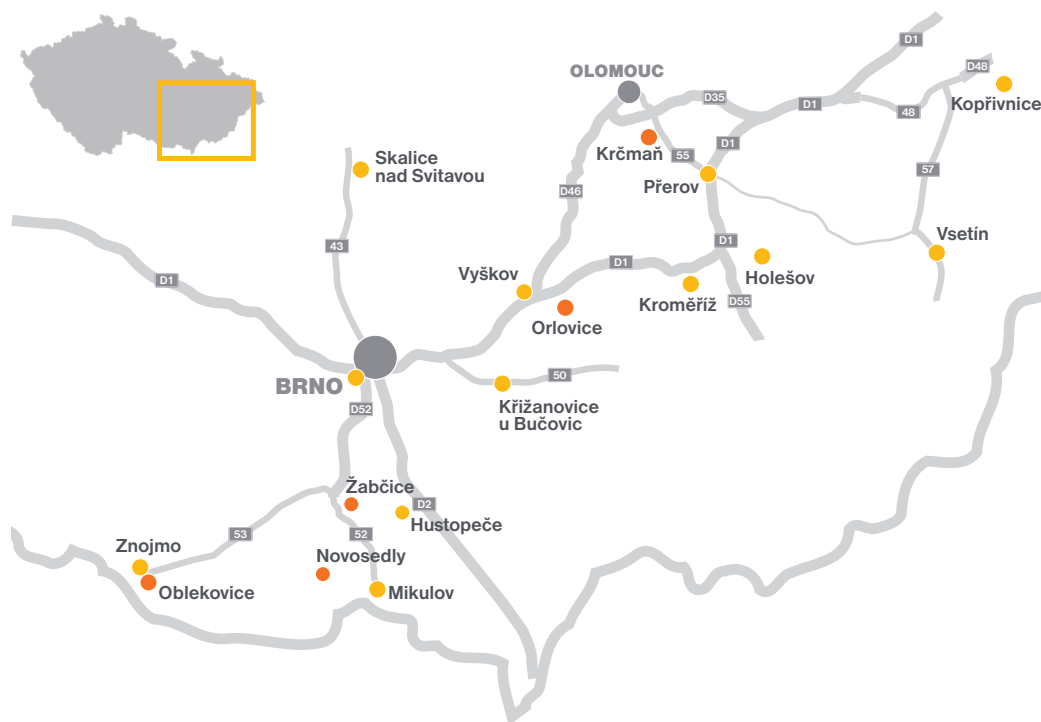 D1
OLOMOUC
D48
D35
Kopřivnice
D1
48
Krčmaň
D1
55
Skalice
nad Svitavou
57
Přerov
D46
Vsetín
43
D1
D1
Holešov
D1
Vyškov
Kroměříž
D55
Orlovice
50
BRNO
D52
Křižanovice
u Bučovic
Žabčice
D2
Hustopeče
53
52
Znojmo
Novosedly
Oblekovice
Mikulov